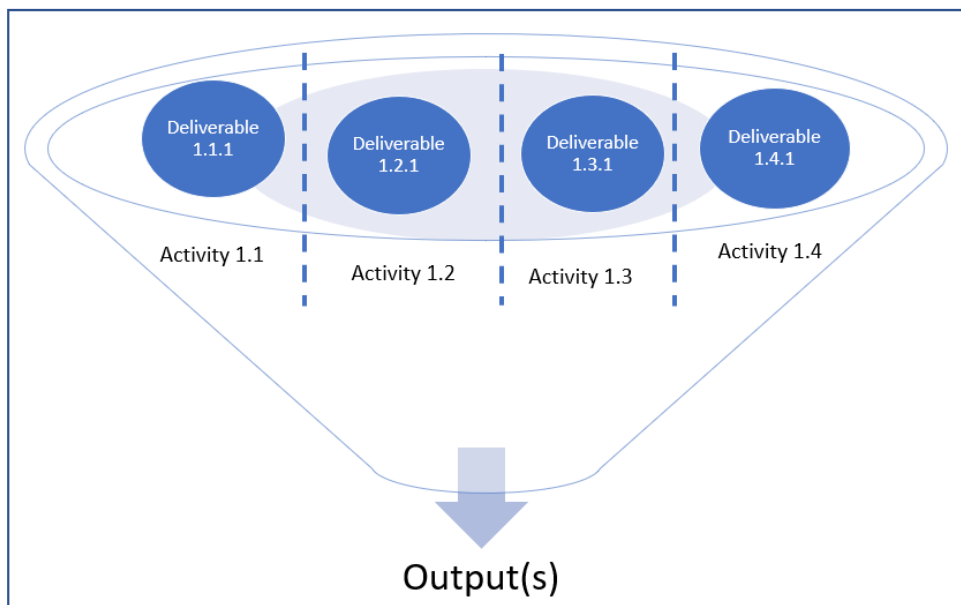 Deliverable
1.1.1
Deliverable
1.2.1
Deliverable
1.3.1
Deliverable
1.4.1
Activity 1.1
Activity 1.2
Activity 1.3
Activity 1.4
Output(s)